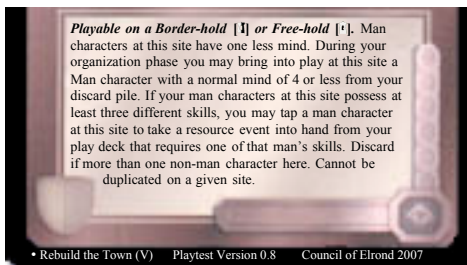 Playable on a Border-hold [] or Free-hold []. Man
characters at this site have one less mind. During your
organization phase you may bring into play at this site a
Man character with a normal mind of 4 or less from your
discard pile. If your man characters at this site possess at
least three different skills, you may tap a man character
at this site to take a resource event into hand from your
play deck that requires one of that man's skills. Discard
if more than one non-man character here. Cannot be
duplicated on a given site.
• Rebuild the Town (V) Playtest Version 0.8 Council of Elrond 2007